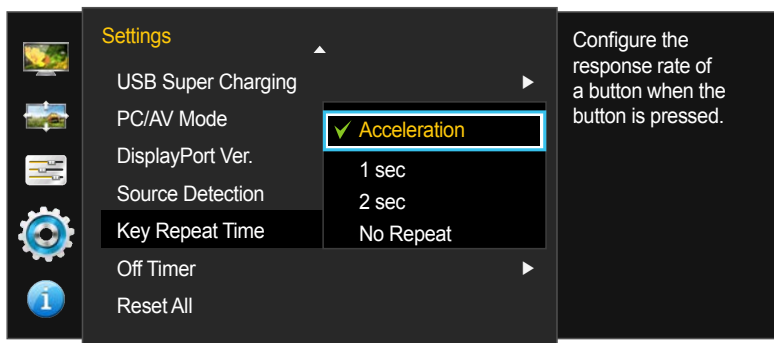 Settings
USB Super Charging
PC/AV Mode
DisplayPort Ver.
Source Detection
Key Repeat Time
Off Timer
Reset All
Acceleration
1 sec
2 sec
No Repeat
Configure the
response rate of
a button when the
button is pressed.